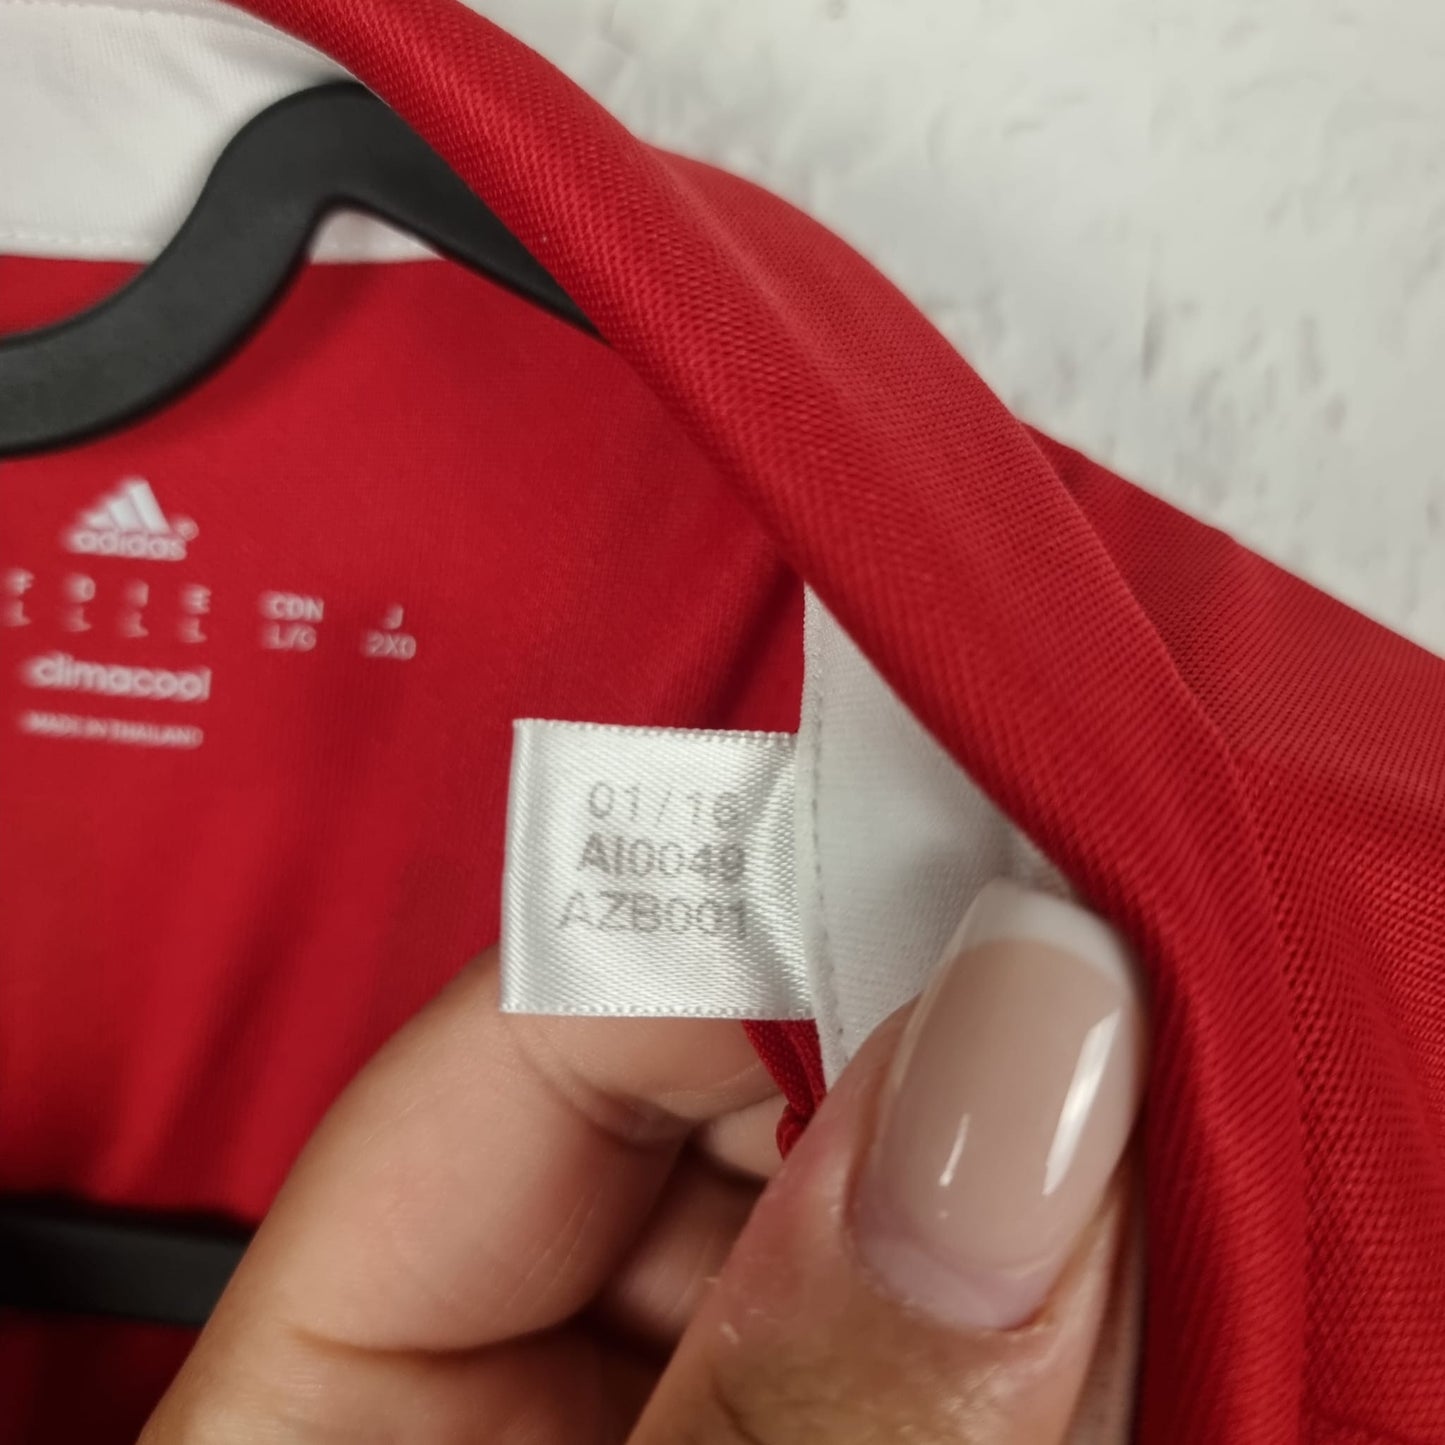 adidas
F D I E CDN J
L L L L L/G 2XO
climacool
MADE IN THAILAND
01/16
AI0049
AZB001